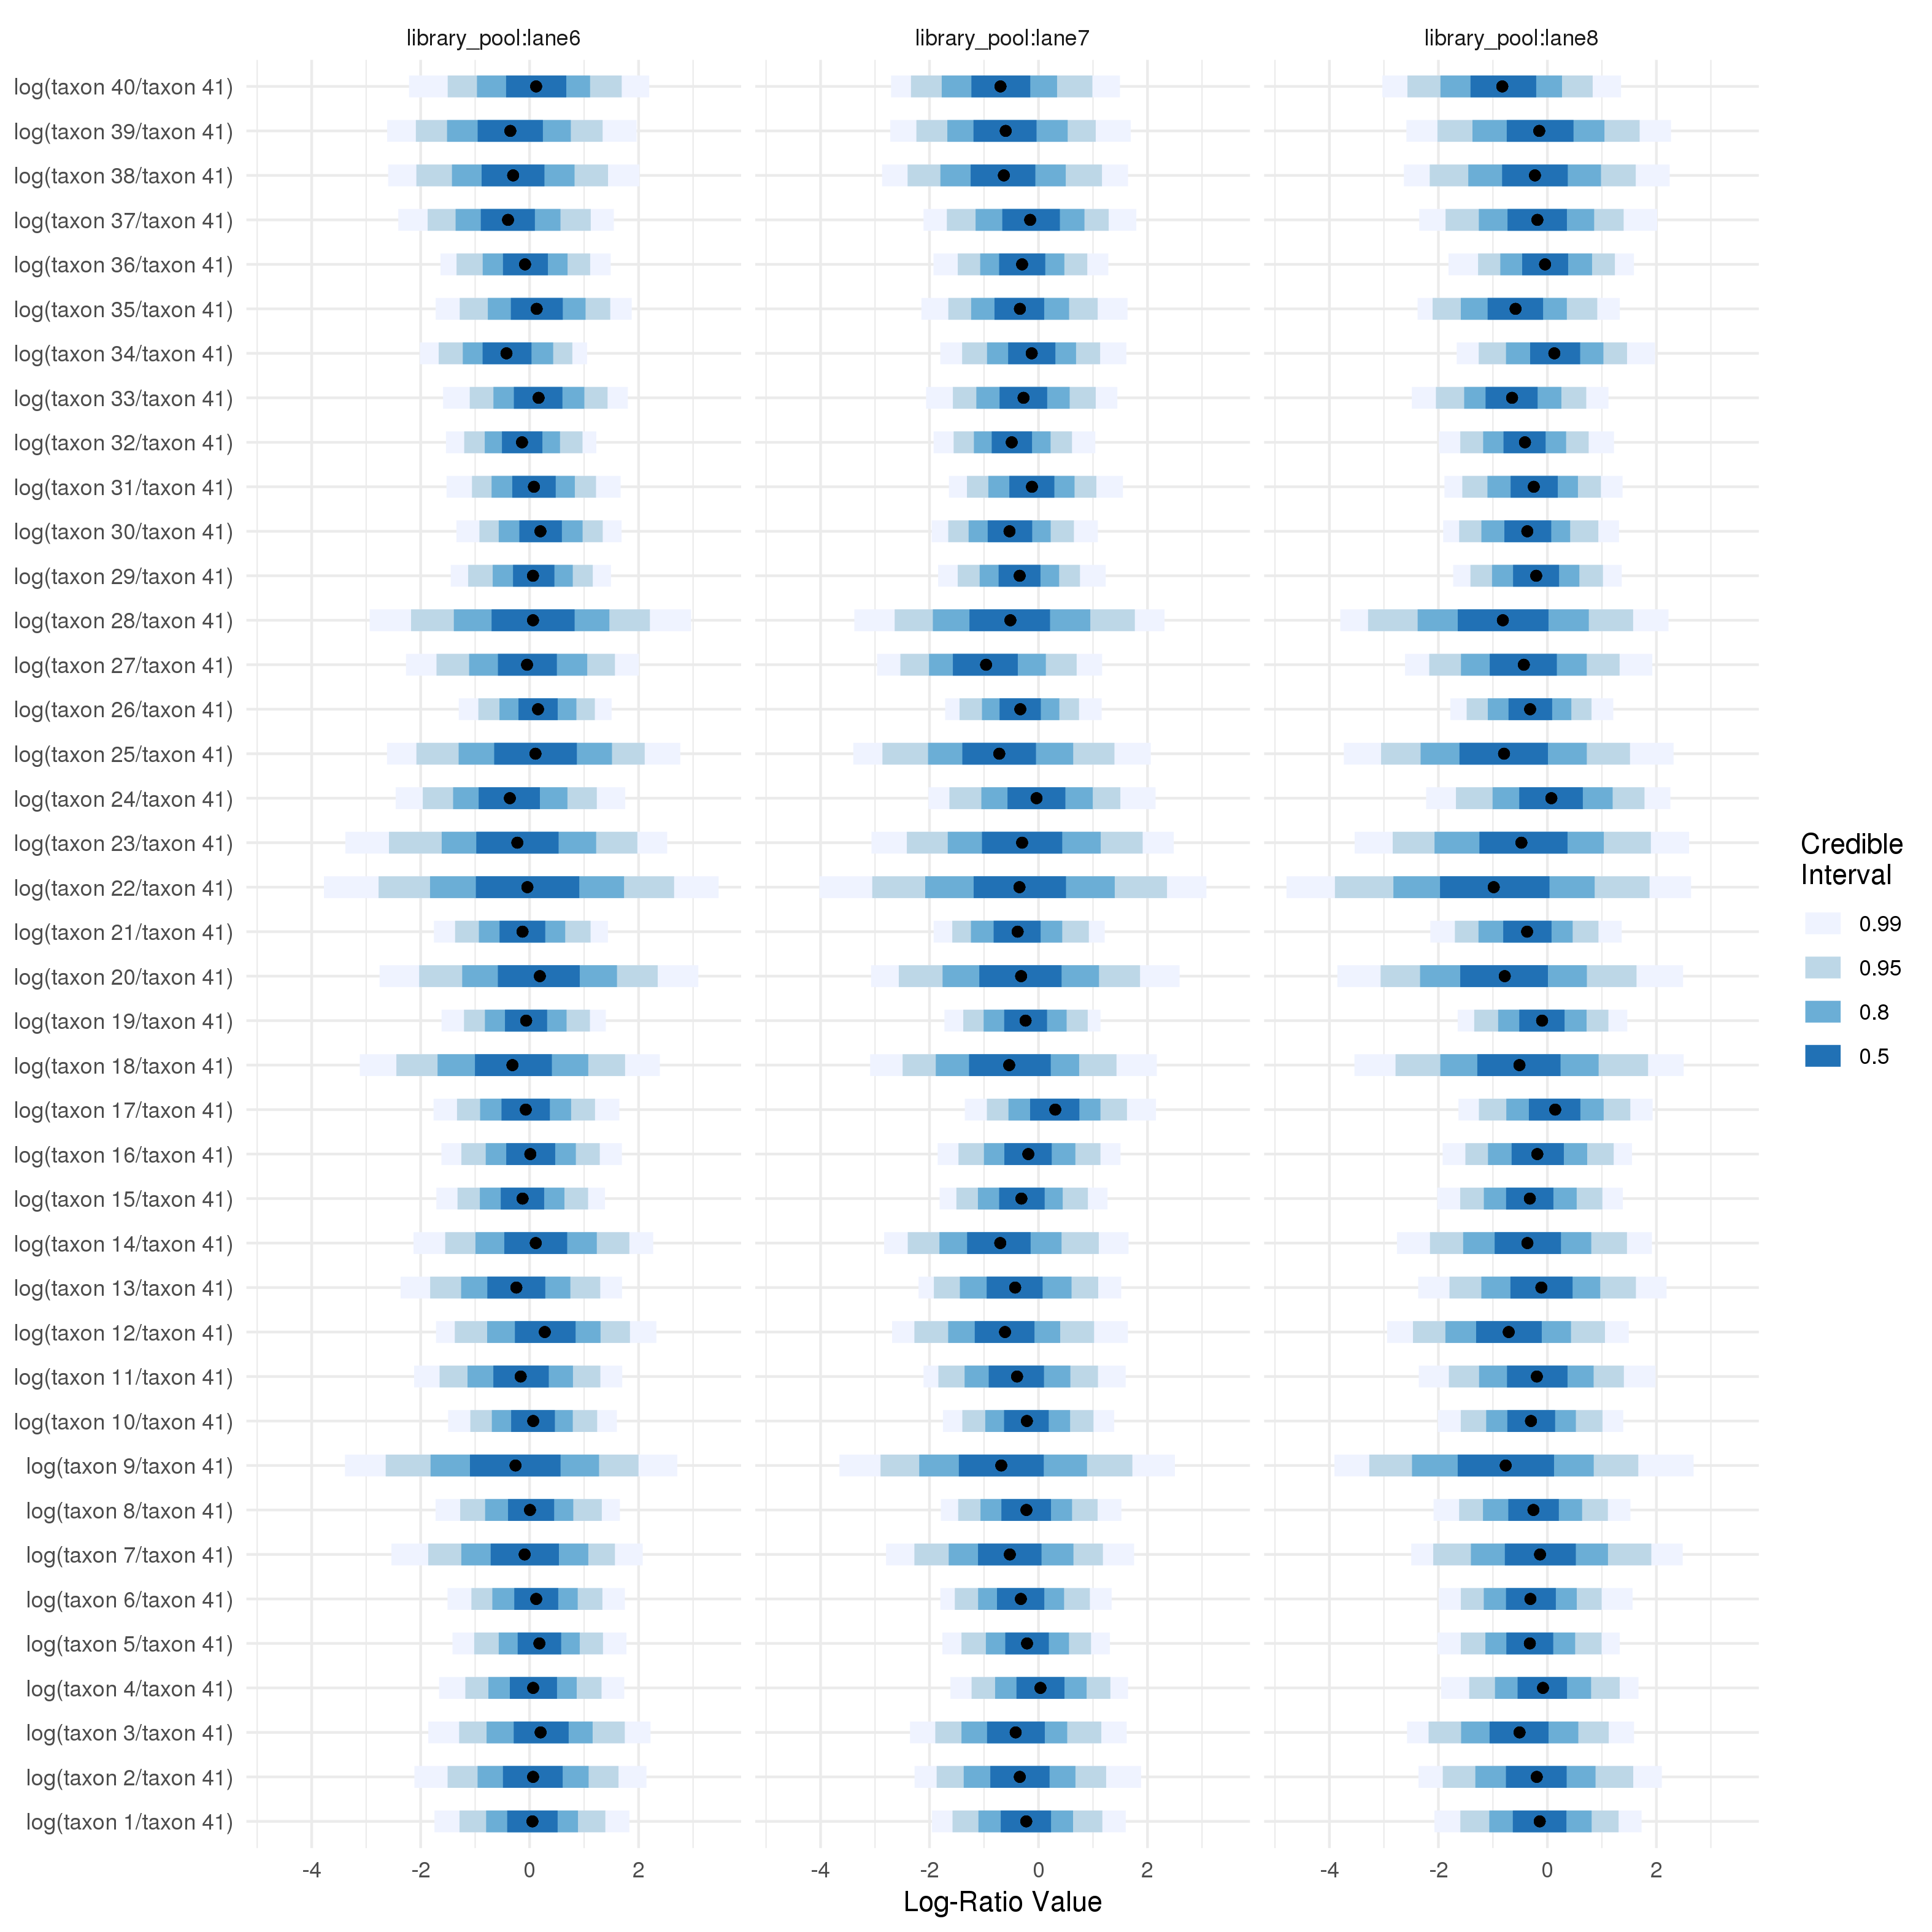 library_pool:lane6 library_pool:lane7 library_pool:lane8
log(taxon 40/taxon 41)
log(taxon 39/taxon 41)
log(taxon 38/taxon 41)
log(taxon 37/taxon 41)
log(taxon 36/taxon 41)
log(taxon 35/taxon 41)
log(taxon 34/taxon 41)
log(taxon 33/taxon 41)
log(taxon 32/taxon 41)
log(taxon 31/taxon 41)
log(taxon 30/taxon 41)
log(taxon 29/taxon 41)
log(taxon 28/taxon 41)
log(taxon 27/taxon 41)
log(taxon 26/taxon 41)
log(taxon 25/taxon 41)
log(taxon 24/taxon 41)
log(taxon 23/taxon 41)
log(taxon 22/taxon 41)
log(taxon 21/taxon 41)
log(taxon 20/taxon 41)
log(taxon 19/taxon 41)
log(taxon 18/taxon 41)
log(taxon 17/taxon 41)
log(taxon 16/taxon 41)
log(taxon 15/taxon 41)
log(taxon 14/taxon 41)
log(taxon 13/taxon 41)
log(taxon 12/taxon 41)
log(taxon 11/taxon 41)
log(taxon 10/taxon 41)
log(taxon 9/taxon 41)
log(taxon 8/taxon 41)
log(taxon 7/taxon 41)
log(taxon 6/taxon 41)
log(taxon 5/taxon 41)
log(taxon 4/taxon 41)
log(taxon 3/taxon 41)
log(taxon 2/taxon 41)
log(taxon 1/taxon 41)
-4 -2 0 2 -4 -2 0 2 -4 -2 0 2
Log-Ratio Value
Credible
Interval
0.99
0.95
0.8
0.5